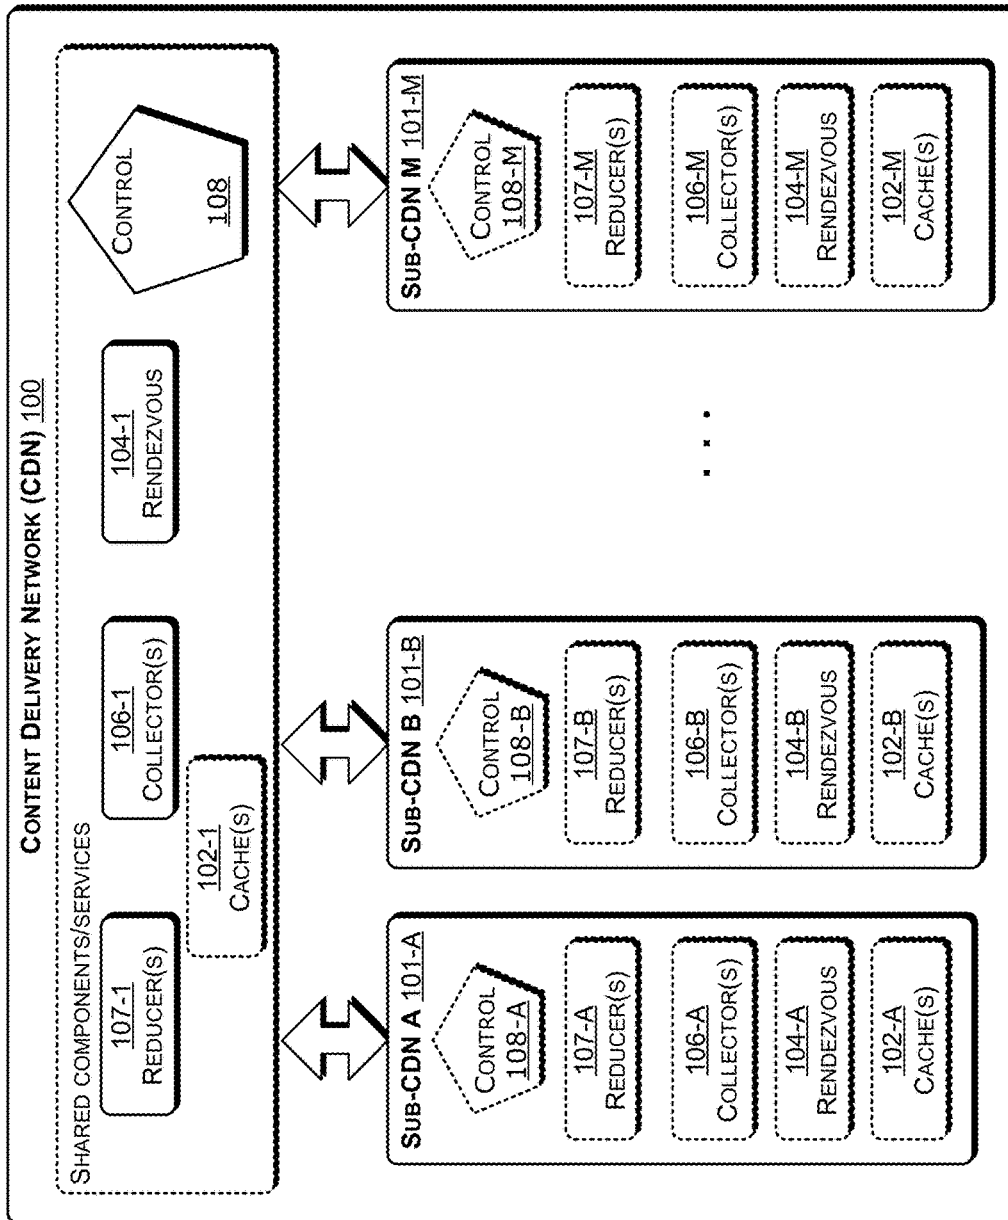 CONTENT DELIVERY NETWORK (CDN) 100
SHARED COMPONENTS/SERVICES
107-1
REDUCER(S)
106-1
COLLECTOR(S)
102-1
CACHE(S)
104-1
RENDEZVOUS
CONTROL
108
SUB-CDN A 101-A
CONTROL
108-A
107-A
REDUCER(S)
106-A
COLLECTOR(S)
104-A
RENDEZVOUS
102-A
CACHE(S)
SUB-CDN B 101-B
CONTROL
108-B
107-B
REDUCER(S)
106-B
COLLECTOR(S)
104-B
RENDEZVOUS
102-B
CACHE(S)
. . .
SUB-CDN M 101-M
CONTROL
108-M
107-M
REDUCER(S)
106-M
COLLECTOR(S)
104-M
RENDEZVOUS
102-M
CACHE(S)